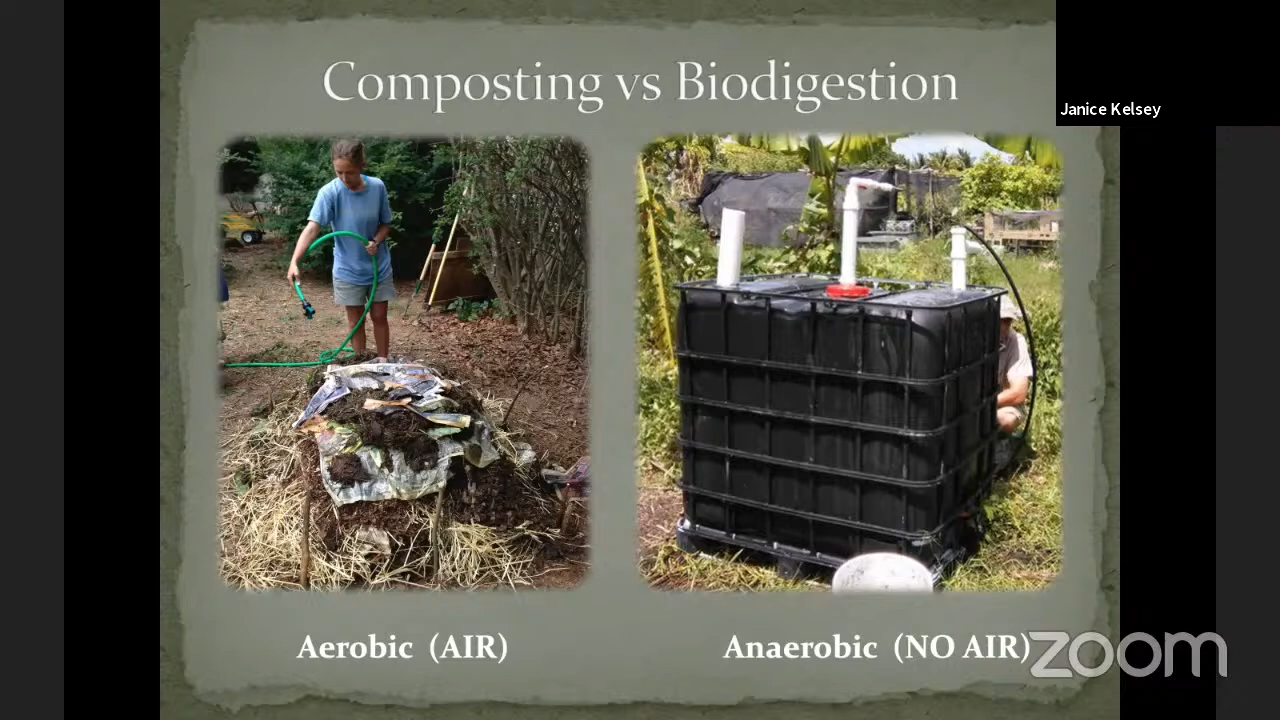 Composting vs Biodigestion
Janice Kelsey
Aerobic (AIR)
Anaerobic (NO AIR)
zoom